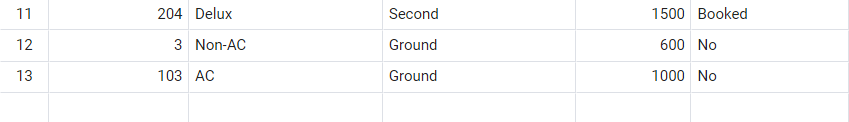 11 204 Delux Second 1500 Booked
12 3 Non-AC Ground 600 No
13 103 AC Ground 1000 No